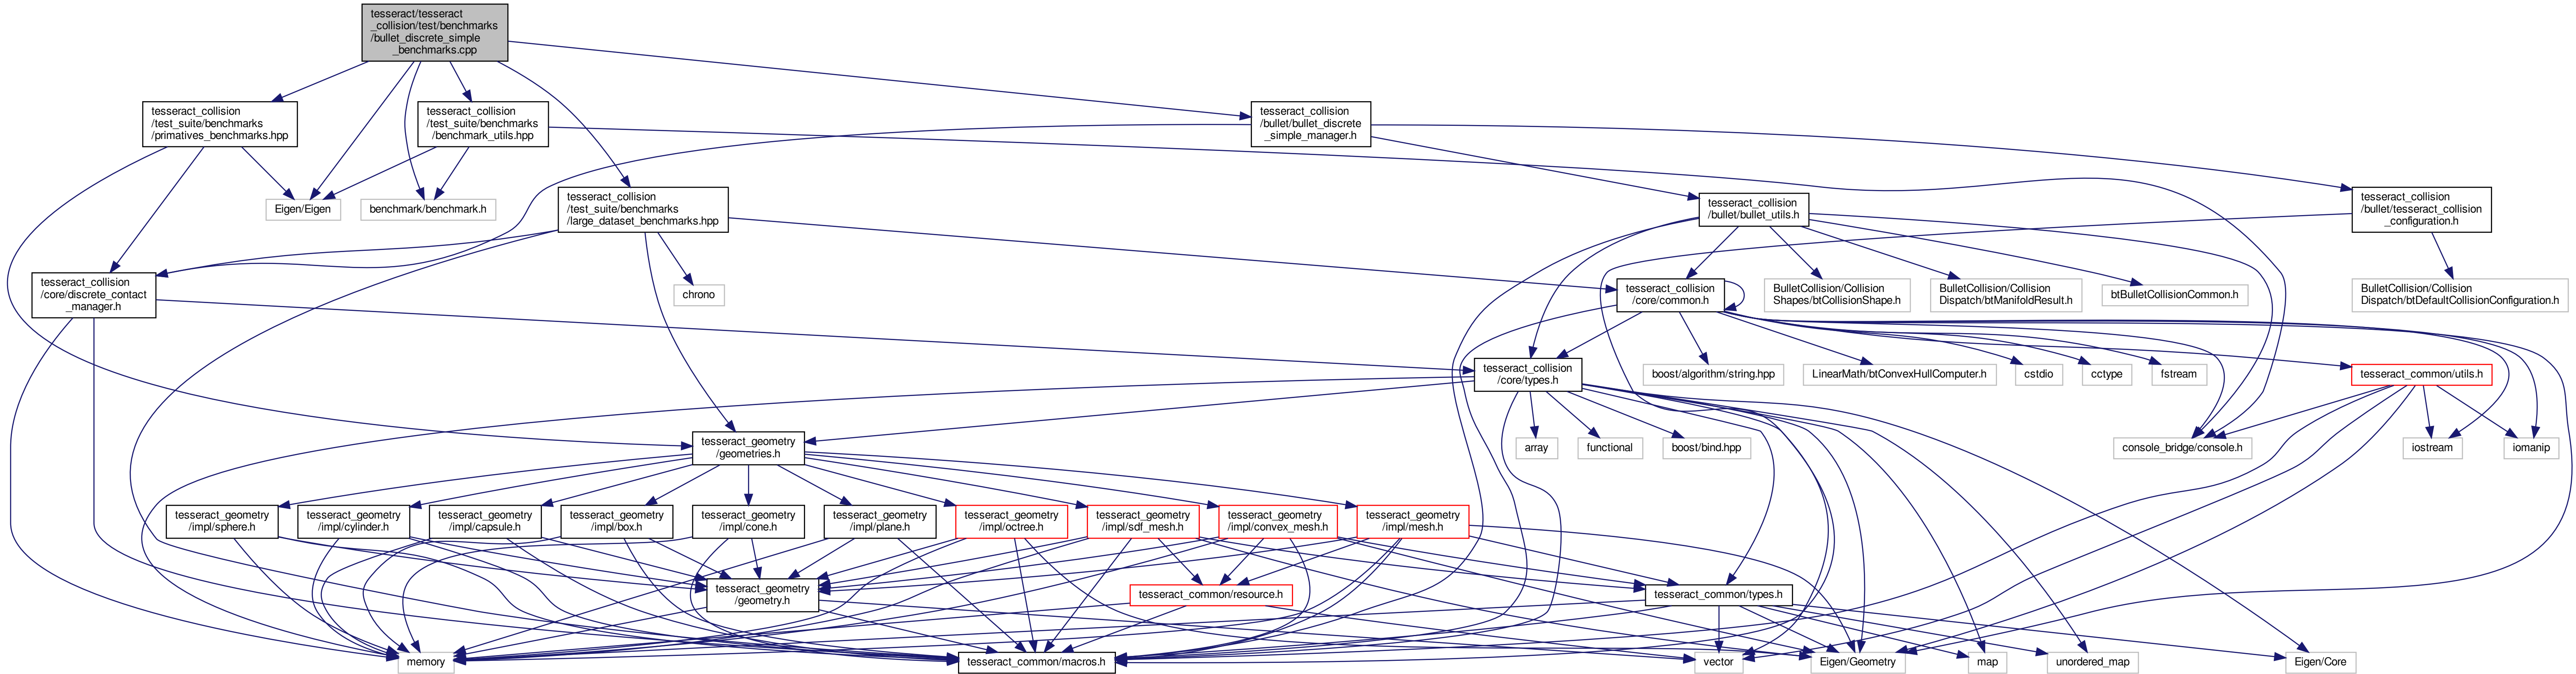 tesseract/tesseract
_collision/test/benchmarks
/bullet_discrete_simple
_benchmarks.cpp
tesseract_collision
/test_suite/benchmarks
/primatives_benchmarks.hpp
tesseract_collision
/test_suite/benchmarks
/benchmark_utils.hpp
tesseract_collision
/bullet/bullet_discrete
_simple_manager.h
Eigen/Eigen
benchmark/benchmark.h
tesseract_collision
/test_suite/benchmarks
/large_dataset_benchmarks.hpp
tesseract_collision
/bullet/bullet_utils.h
tesseract_collision
/bullet/tesseract_collision
_configuration.h
tesseract_collision
/core/discrete_contact
_manager.h
chrono
tesseract_collision
/core/common.h
BulletCollision/Collision
Shapes/btCollisionShape.h
BulletCollision/Collision
Dispatch/btManifoldResult.h
btBulletCollisionCommon.h
BulletCollision/Collision
Dispatch/btDefaultCollisionConfiguration.h
tesseract_collision
/core/types.h
boost/algorithm/string.hpp
LinearMath/btConvexHullComputer.h
cstdio
cctype
fstream
tesseract_common/utils.h
tesseract_geometry
/geometries.h
array
functional
boost/bind.hpp
console_bridge/console.h
iostream
iomanip
tesseract_geometry
/impl/sphere.h
tesseract_geometry
/impl/cylinder.h
tesseract_geometry
/impl/capsule.h
tesseract_geometry
/impl/box.h
tesseract_geometry
/impl/cone.h
tesseract_geometry
/impl/plane.h
tesseract_geometry
/impl/octree.h
tesseract_geometry
/impl/sdf_mesh.h
tesseract_geometry
/impl/convex_mesh.h
tesseract_geometry
/impl/mesh.h
tesseract_geometry
/geometry.h
tesseract_common/resource.h
tesseract_common/types.h
memory
tesseract_common/macros.h
vector
Eigen/Geometry
map
unordered_map
Eigen/Core